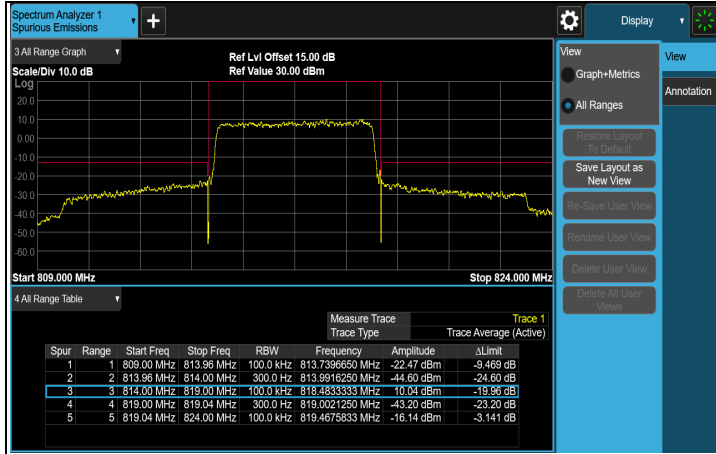 Spectrum Analyzer 1
Spurious Emissions
Display
3 All Range Graph
Scale/Div 10.0 dB
Ref Lvl Offset 15.00 dB
Ref Value 30.00 dBm
Log
20.0
10.0
0.00
-10.00
-20.0
-30.0
-40.0
-50.0
-60.0
Start 809.000 MHz
Stop 824.000 MHz
4 All Range Table
Measure Trace Trace 1
Trace Type Trace Average (Active)
Spur Range Start Freq Stop Freq RBW Frequency Amplitude ΔLimit
1 1 809.00 MHz 813.96 MHz 100.0 kHz 813.7396650 MHz -22.47 dBm -9.469 dB
2 2 813.96 MHz 814.00 MHz 300.0 Hz 813.9916250 MHz -44.60 dBm -24.60 dB
3 3 814.00 MHz 819.00 MHz 100.0 kHz 818.4833333 MHz 10.04 dBm -19.96 dB
4 4 819.00 MHz 819.04 MHz 300.0 Hz 819.0021250 MHz -43.20 dBm -23.20 dB
5 5 819.04 MHz 824.00 MHz 100.0 kHz 819.4675833 MHz -16.14 dBm -3.141 dB
View
Graph+Metrics
All Ranges
Restore Layout
To Default
Save Layout as
New View
Re-Save User View
Rename User View
Delete User View
Delete All User
Views
View
Annotation